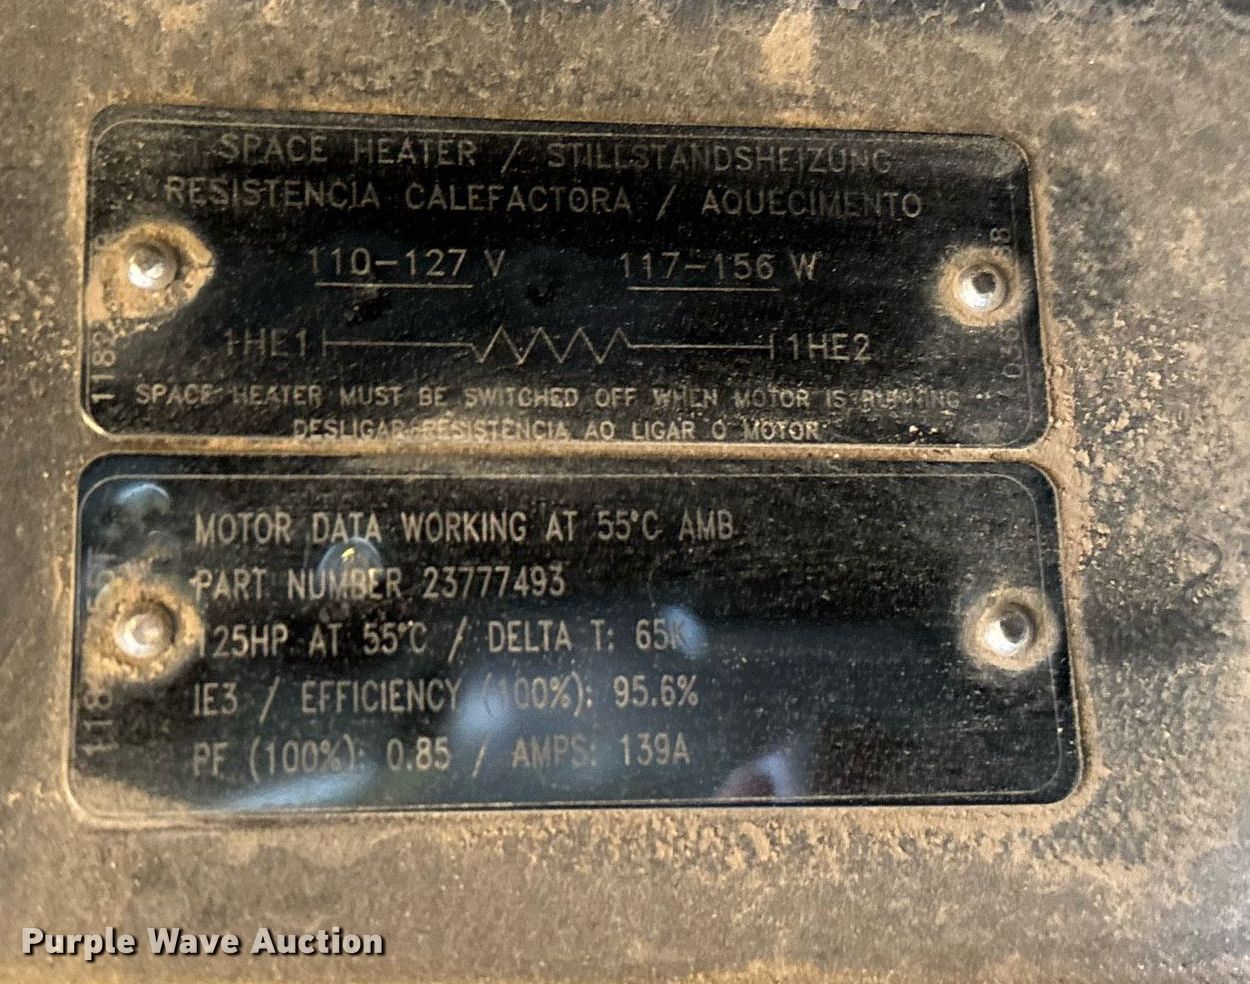 SPACE HEATER / STILLSTANDSHEIZUNG
RESISTENCIA CALEFACTORA / AQUECIMENTO
110-127 V 117-156 W
1HE1 1HE2
SPACE HEATER MUST BE SWITCHED OFF WHEN MOTOR IS RUNNING
DESLIGAR RESISTENCIA AO LIGAR O MOTOR
MOTOR DATA WORKING AT 55°C AMB
PART NUMBER 23777493
125HP AT 55°C / DELTA T: 65K
IE3 / EFFICIENCY (100%): 95.6%
PF (100%): 0.85 / AMPS: 139A
Purple Wave Auction